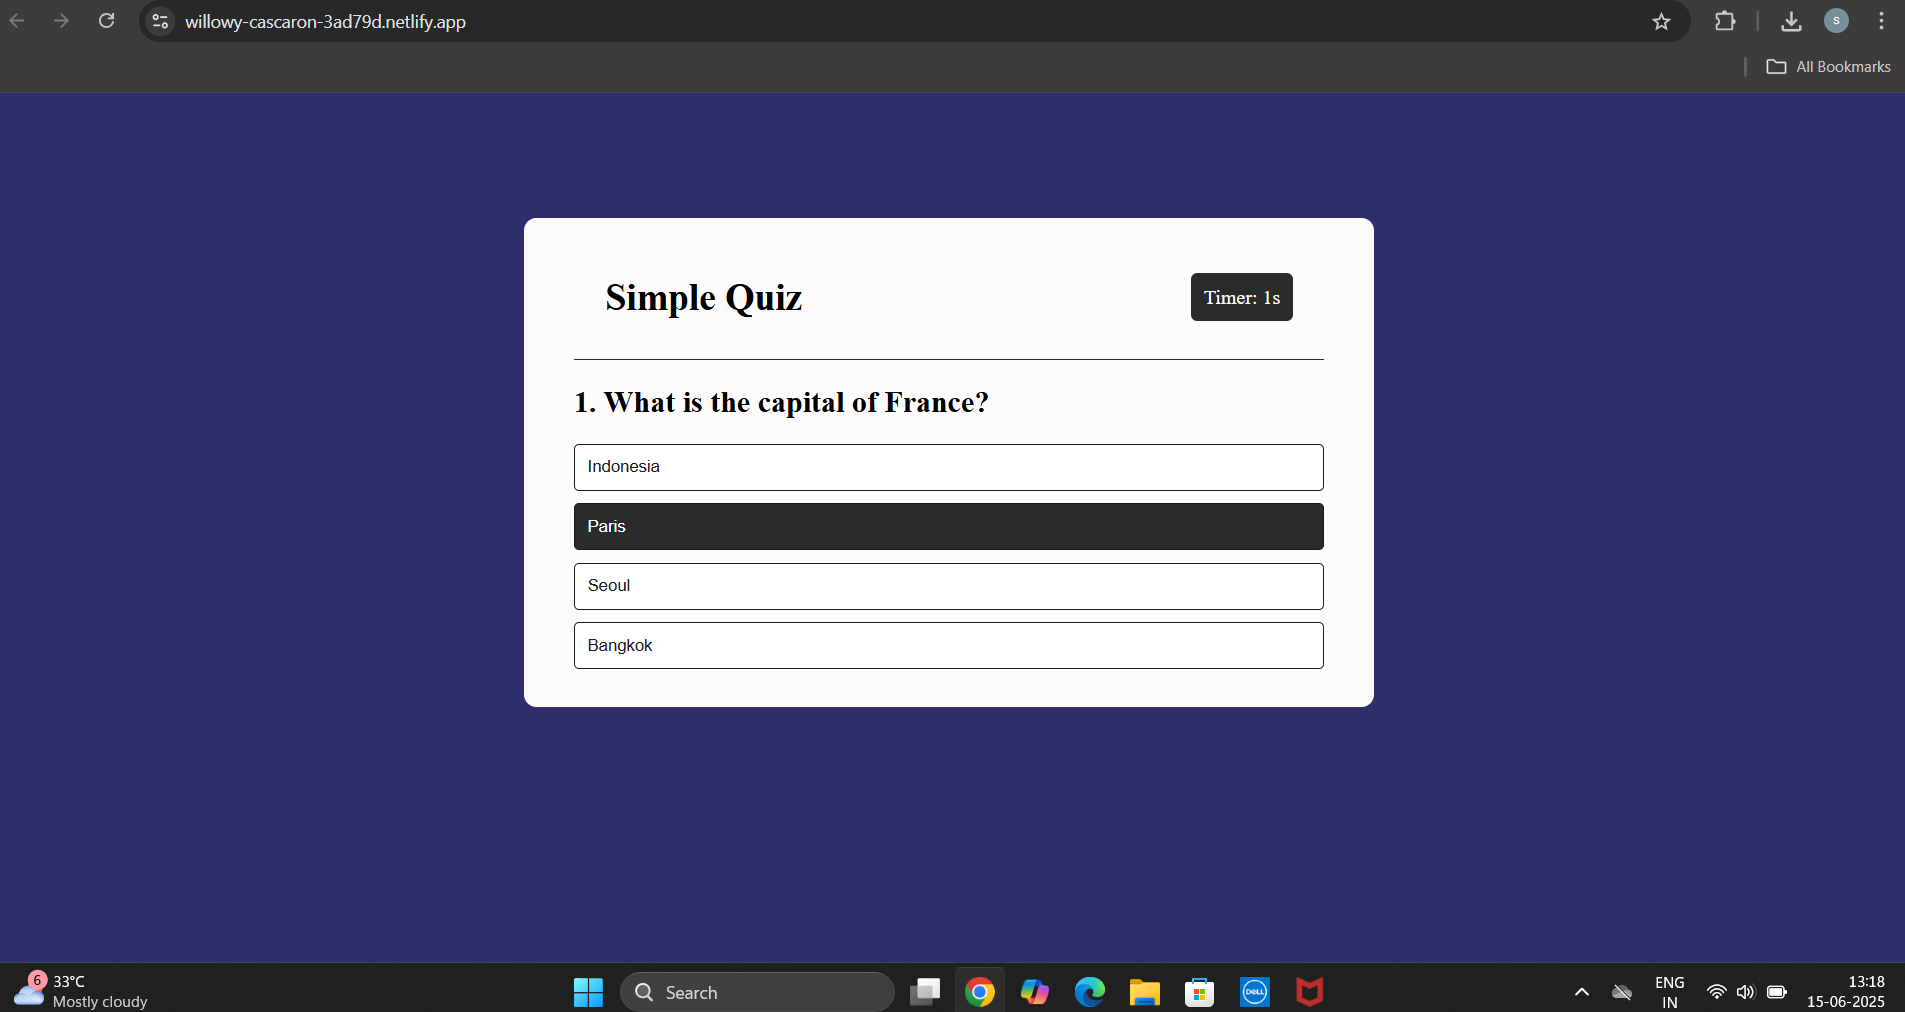 willowy-cascaron-3ad79d.netlify.app
S
All Bookmarks
Simple Quiz
Timer: 1s
1. What is the capital of France?
Indonesia
Paris
Seoul
Bangkok
6
33°C
Mostly cloudy
Search
DELL
ENG
IN
13:18
15-06-2025